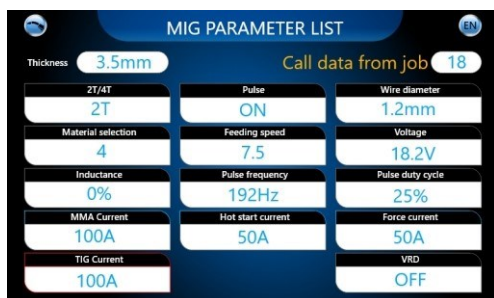 MIG PARAMETER LIST
EN
Thickness 3.5mm Call data from job 18
2T/4T Pulse Wire diameter
2T ON 1.2mm
Material selection Feeding speed Voltage
4 7.5 18.2V
Inductance Pulse frequency Pulse duty cycle
0% 192Hz 25%
MMA Current Hot start current Force current
100A 50A 50A
TIG Current VRD
100A OFF